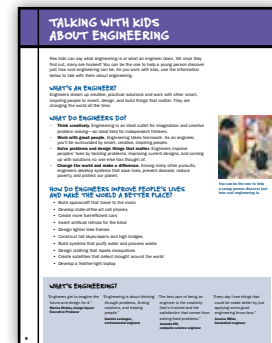 TALKING WITH KIDS
ABOUT ENGINEERING
Few kids can say what engineering is or what an engineer does. Yet once they
find out, many are hooked! You can be the one to help a young person discover
just how cool engineering can be. As you work with kids, use the information
below to talk with them about engineering.
WHAT'S AN ENGINEER?
Engineers dream up creative, practical solutions and work with other smart,
inspiring people to invent, design, and build things that matter. They are
changing the world all the time.
WHAT DO ENGINEERS DO?
- Think creatively. Engineering is an ideal outlet for imagination and creative
problem solving—an ideal field for independent thinkers.
- Work with great people. Engineering takes teamwork. As an engineer,
you'll be surrounded by smart, creative, inspiring people.
- Solve problems and design things that matter. Engineers improve
peoples' lives by tackling problems, improving current designs, and coming
up with solutions no one else has thought of.
- Change the world and make a difference. Among many other pursuits,
engineers develop systems that save lives, prevent disease, reduce
poverty, and protect our planet.
You can be the one to help
a young person discover just
how cool engineering is.
HOW DO ENGINEERS IMPROVE PEOPLE'S LIVES
AND MAKE THE WORLD A BETTER PLACE?
• Build spacecraft that travel to the moon
• Develop state-of-the-art cell phones
• Create more fuel-efficient cars
• Invent artificial retinas for the blind
• Design lighter bike frames
• Construct tall skyscrapers and high bridges
• Build systems that purify water and process waste
• Design clothing that repels mosquitoes
• Create satellites that detect drought around the world
• Develop a feather-light laptop
WHAT'S ENGINEERING?
"Engineers get to imagine the
future and design for it."
Executive Producer
"Engineering is about thinking
through problems, finding
solutions, and helping
people."
environmental engineer
"The best part of being an
engineer is the creativity
that's involved and the
satisfaction that comes from
solving hard problems."
computer science engineer
"Every day I see things that
could be made better by just
applying some good
engineering know-how."
biomedical engineer